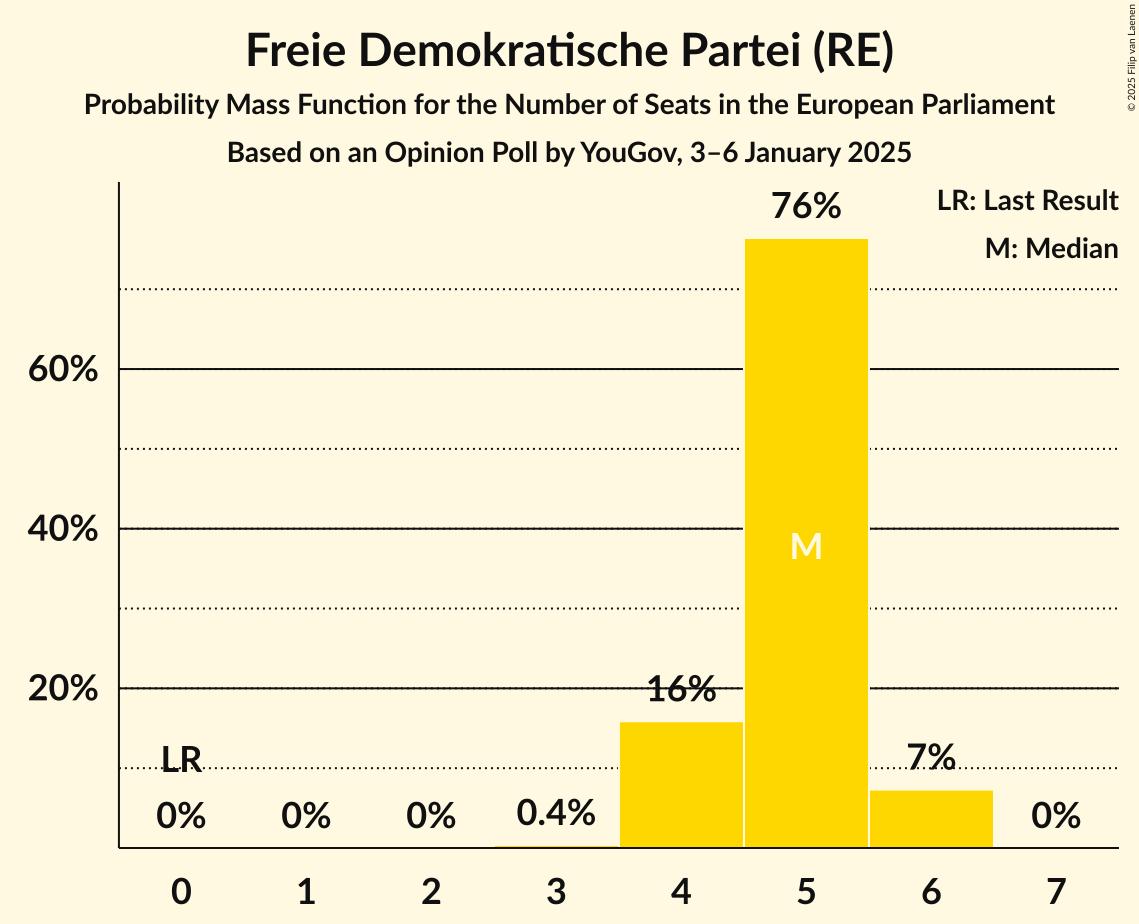 Freie Demokratische Partei (RE)
Probability Mass Function for the Number of Seats in the European Parliament
Based on an Opinion Poll by YouGov, 3–6 January 2025
© 2025 Filip van Laenen
LR: Last Result
M: Median
76%
60%
40%
M
20%
16%
LR
7%
0%
0%
0%
0.4%
0%
0
1
2
3
4
5
6
7